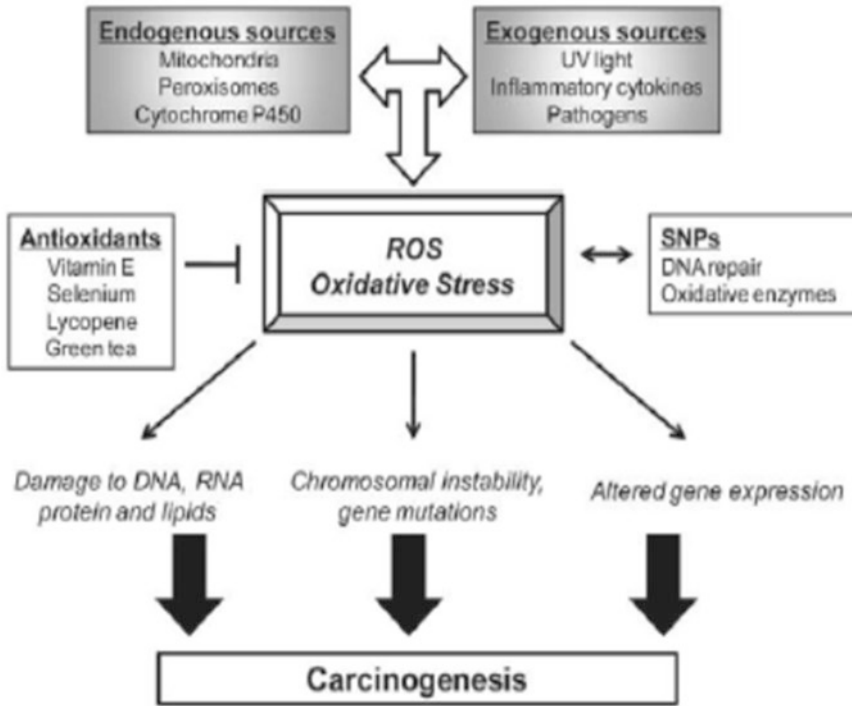 Endogenous sources
Mitochondria
Peroxisomes
Cytochrome P450
Exogenous sources
UV light
Inflammatory cytokines
Pathogens
Antioxidants
Vitamin E
Selenium
Lycopene
Green tea
ROS
Oxidative Stress
SNPs
DNA repair
Oxidative enzymes
Damage to DNA, RNA
protein and lipids
Chromosomal instability,
gene mutations
Altered gene expression
Carcinogenesis